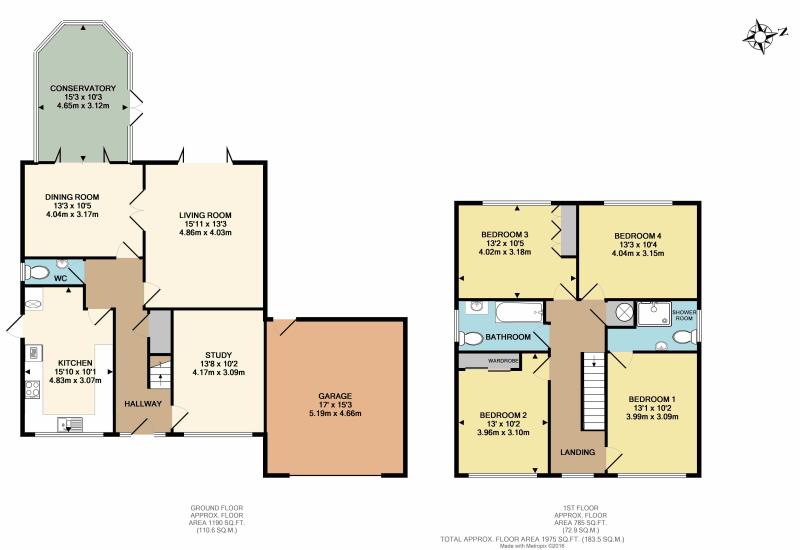 N
CONSERVATORY
15'3 x 10'3
4.65m x 3.12m
DINING ROOM
13'3 x 10'5
4.04m x 3.17m
LIVING ROOM
15'11 x 13'3
4.86m x 4.03m
WC
KITCHEN
15'10 x 10'1
4.83m x 3.07m
HALLWAY
STUDY
13'8 x 10'2
4.17m x 3.09m
GARAGE
17' x 15'3
5.19m x 4.66m
BEDROOM 3
13'2 x 10'5
4.02m x 3.18m
BEDROOM 4
13'3 x 10'4
4.04m x 3.15m
BATHROOM
SHOWER
ROOM
WARDROBE
BEDROOM 2
13' x 10'2
3.96m x 3.10m
BEDROOM 1
13'1 x 10'2
3.99m x 3.09m
LANDING
GROUND FLOOR
APPROX. FLOOR
AREA 1190 SQ.FT.
(110.6 SQ.M.)
1ST FLOOR
APPROX. FLOOR
AREA 785 SQ.FT.
(72.9 SQ.M.)
TOTAL APPROX. FLOOR AREA 1975 SQ.FT. (183.5 SQ.M.)
Made with Metropix ©2016